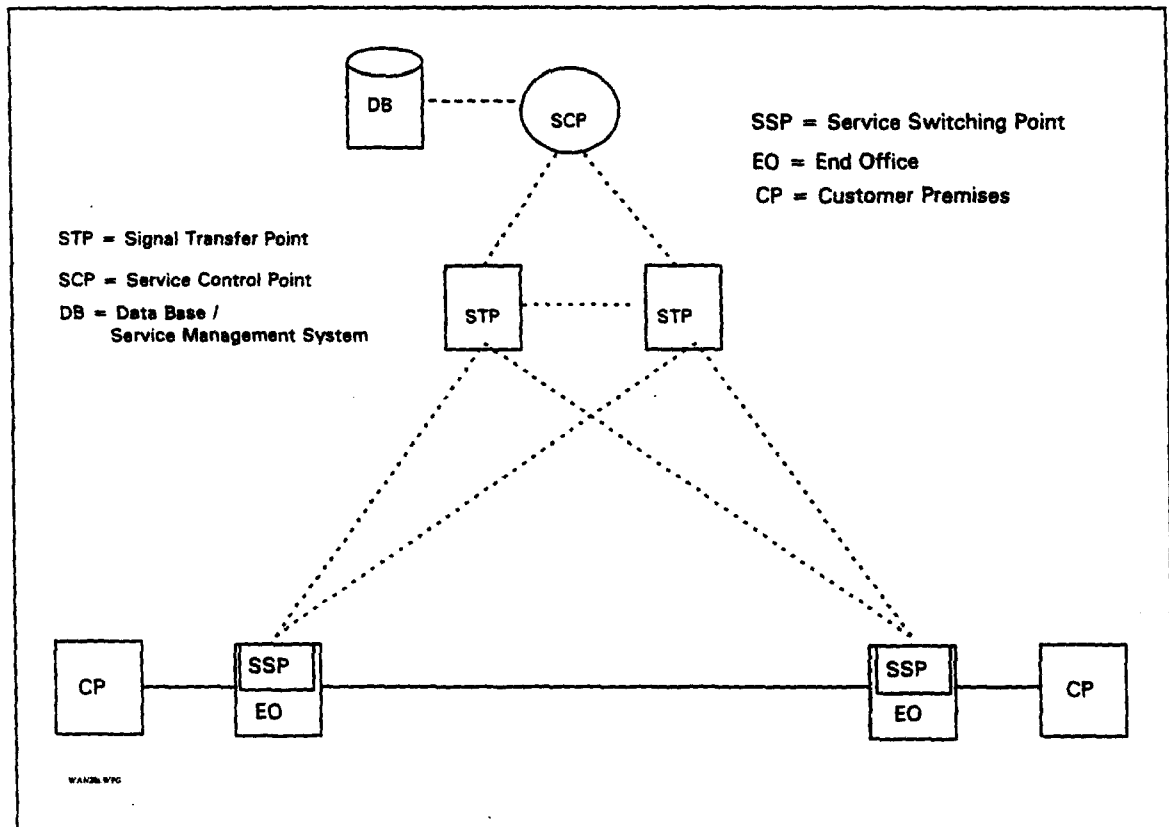 DB
SCP
SSP = Service Switching Point
EO = End Office
CP = Customer Premises
STP = Signal Transfer Point
SCP = Service Control Point
DB = Data Base /
Service Management System
STP
STP
CP
SSP
EO
SSP
EO
CP